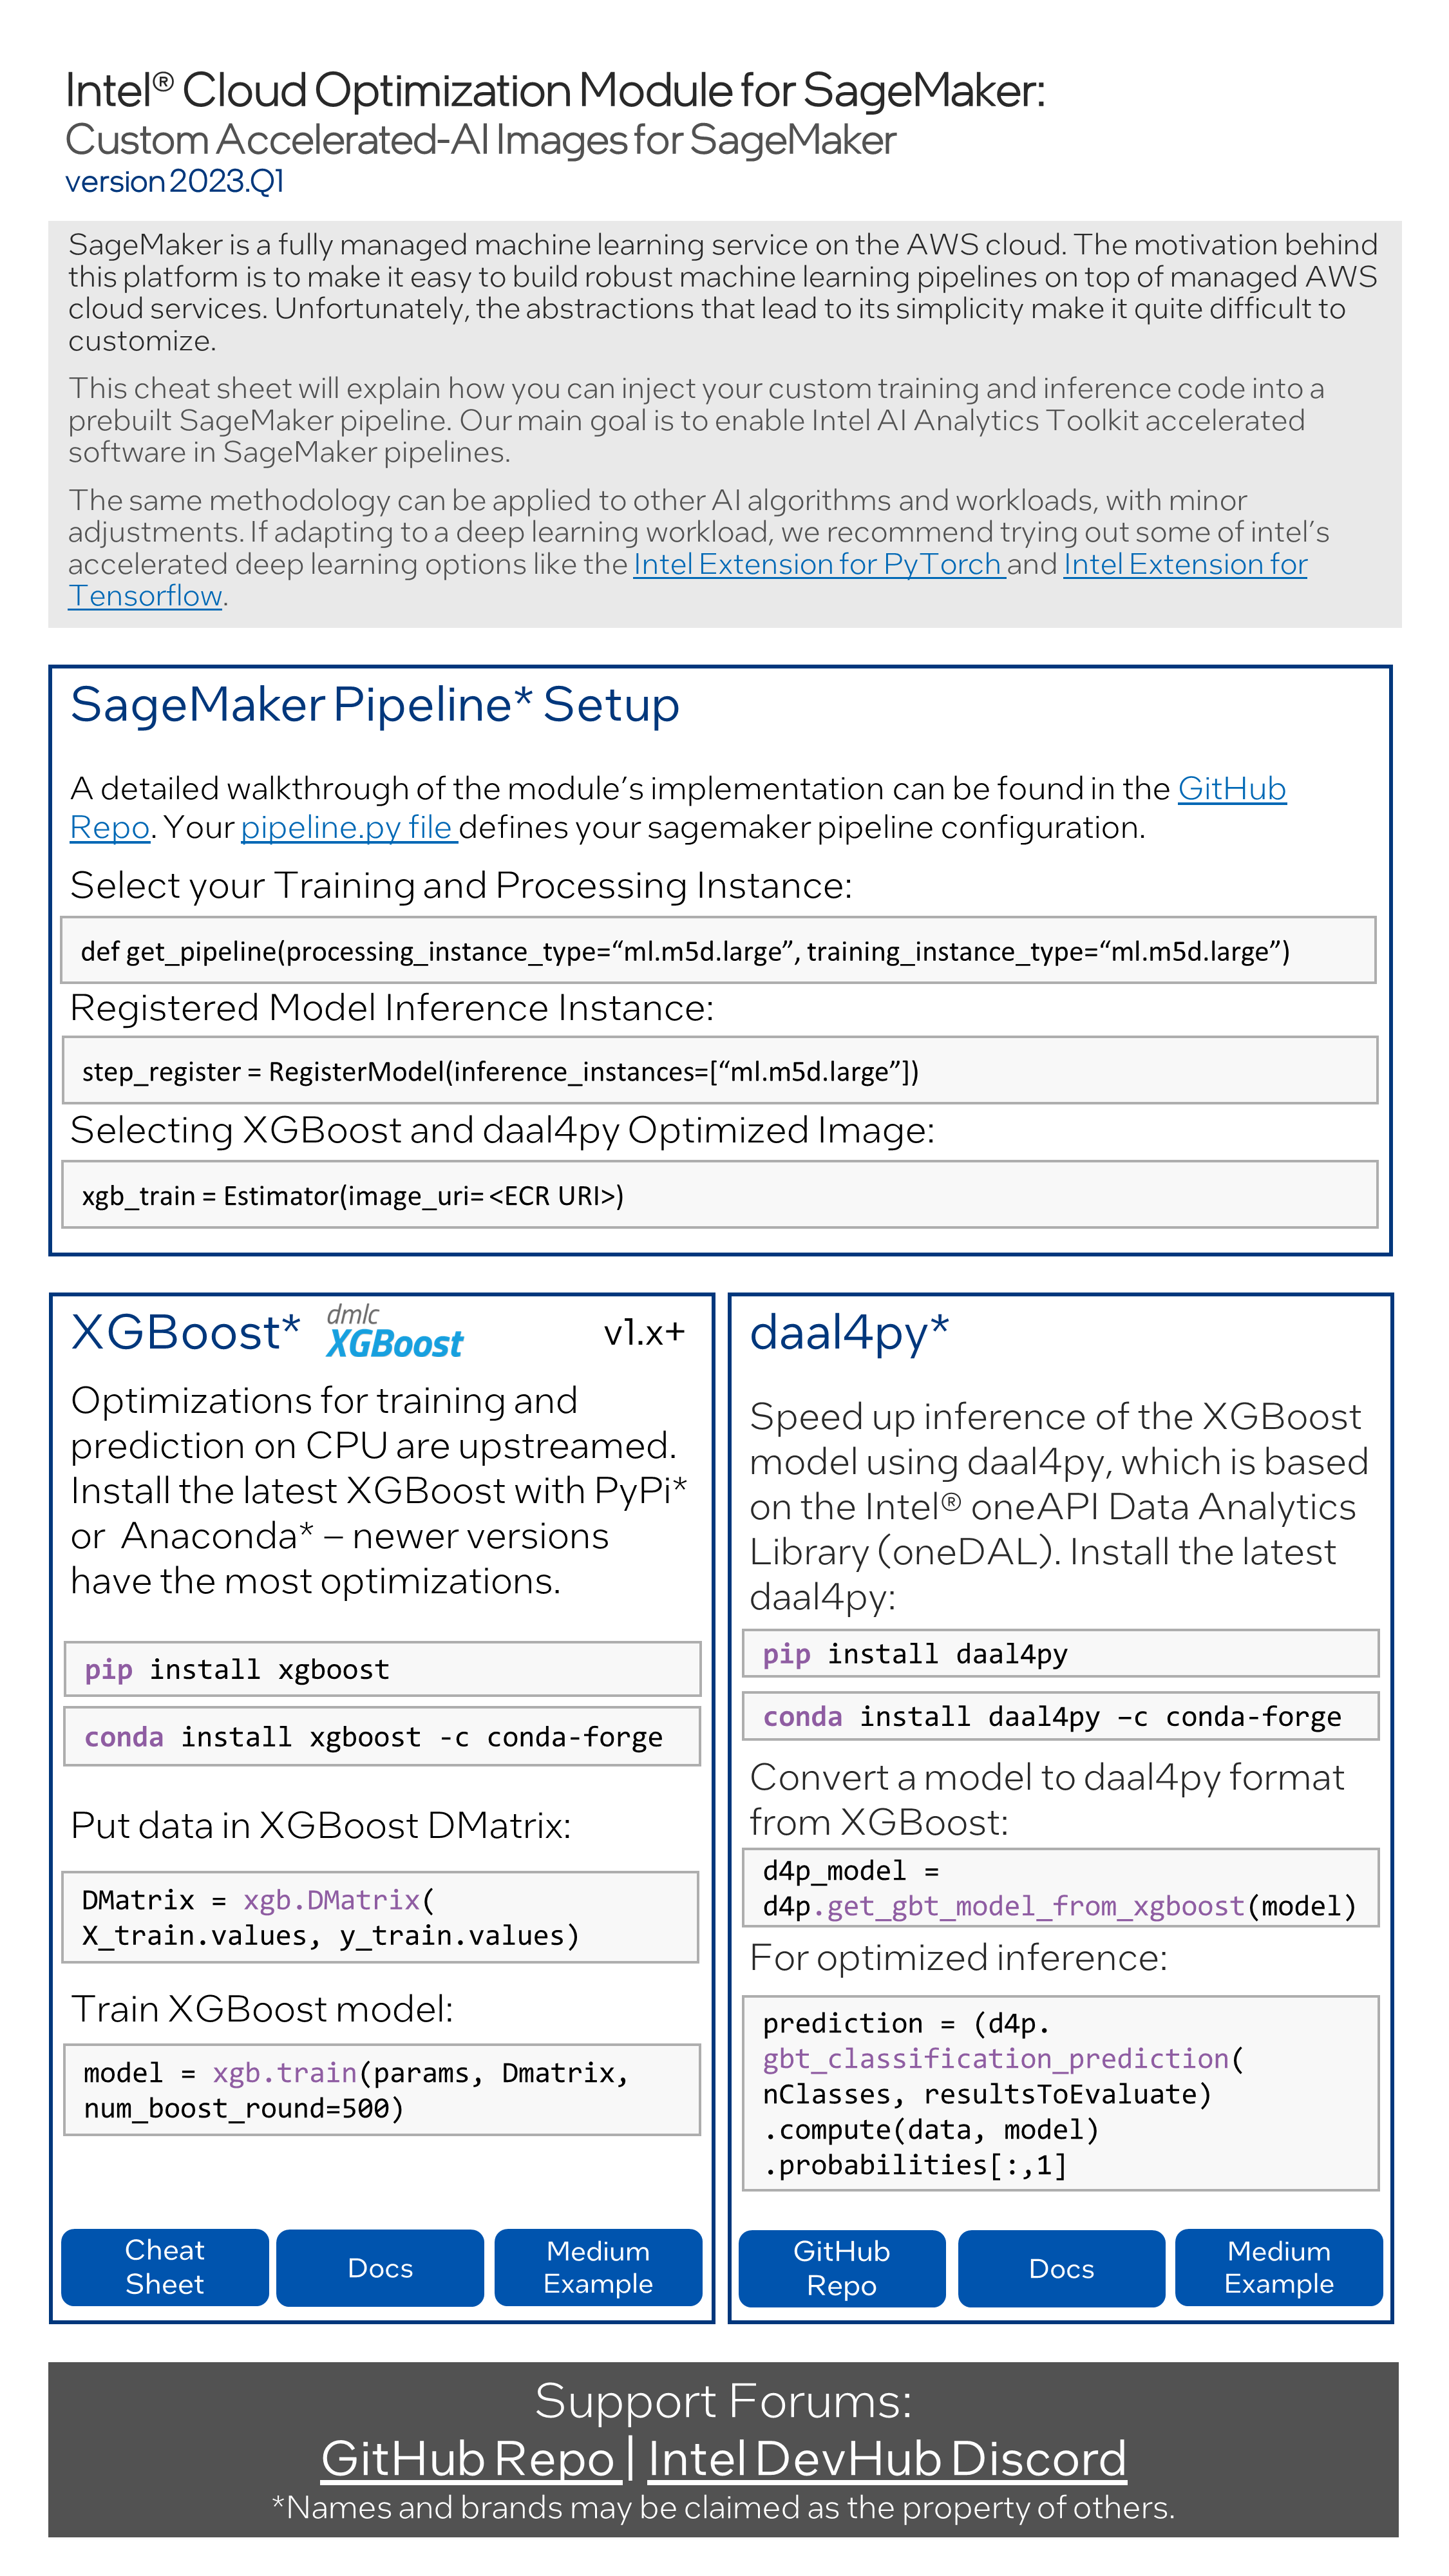 Intel® Cloud Optimization Module for SageMaker:
Custom Accelerated-AI Images for SageMaker
version 2023.Q1
SageMaker is a fully managed machine learning service on the AWS cloud. The motivation behind
this platform is to make it easy to build robust machine learning pipelines on top of managed AWS
cloud services. Unfortunately, the abstractions that lead to its simplicity make it quite difficult to
customize.
This cheat sheet will explain how you can inject your custom training and inference code into a
prebuilt SageMaker pipeline. Our main goal is to enable Intel AI Analytics Toolkit accelerated
software in SageMaker pipelines.
The same methodology can be applied to other AI algorithms and workloads, with minor
adjustments. If adapting to a deep learning workload, we recommend trying out some of intel's
accelerated deep learning options like the Intel Extension for PyTorch and Intel Extension for
Tensorflow.
SageMaker Pipeline* Setup
A detailed walkthrough of the module's implementation can be found in the GitHub
Repo. Your pipeline.py file defines your sagemaker pipeline configuration.
Select your Training and Processing Instance:
def get_pipeline(processing_instance_type=“ml.m5d.large”, training_instance_type=“ml.m5d.large”)
Registered Model Inference Instance:
step_register = RegisterModel(inference_instances=[“ml.m5d.large”])
Selecting XGBoost and daal4py Optimized Image:
xgb_train = Estimator(image_uri= <ECR URI>)
XGBoost* dmlc XGBoost v1.x+
Optimizations for training and
prediction on CPU are upstreamed.
Install the latest XGBoost with PyPi*
or Anaconda* – newer versions
have the most optimizations.
pip install xgboost
conda install xgboost -c conda-forge
Put data in XGBoost DMatrix:
DMatrix = xgb.DMatrix(
X_train.values, y_train.values)
Train XGBoost model:
model = xgb.train(params, Dmatrix,
num_boost_round=500)
Cheat
Sheet
Docs
Medium
Example
daal4py*
Speed up inference of the XGBoost
model using daal4py, which is based
on the Intel® oneAPI Data Analytics
Library (oneDAL). Install the latest
daal4py:
pip install daal4py
conda install daal4py –c conda-forge
Convert a model to daal4py format
from XGBoost:
d4p_model =
d4p.get_gbt_model_from_xgboost(model)
For optimized inference:
prediction = (d4p.
gbt_classification_prediction(
nClasses, resultsToEvaluate)
.compute(data, model)
.probabilities[:,1]
GitHub
Repo
Docs
Medium
Example
Support Forums:
GitHub Repo | Intel DevHub Discord
*Names and brands may be claimed as the property of others.